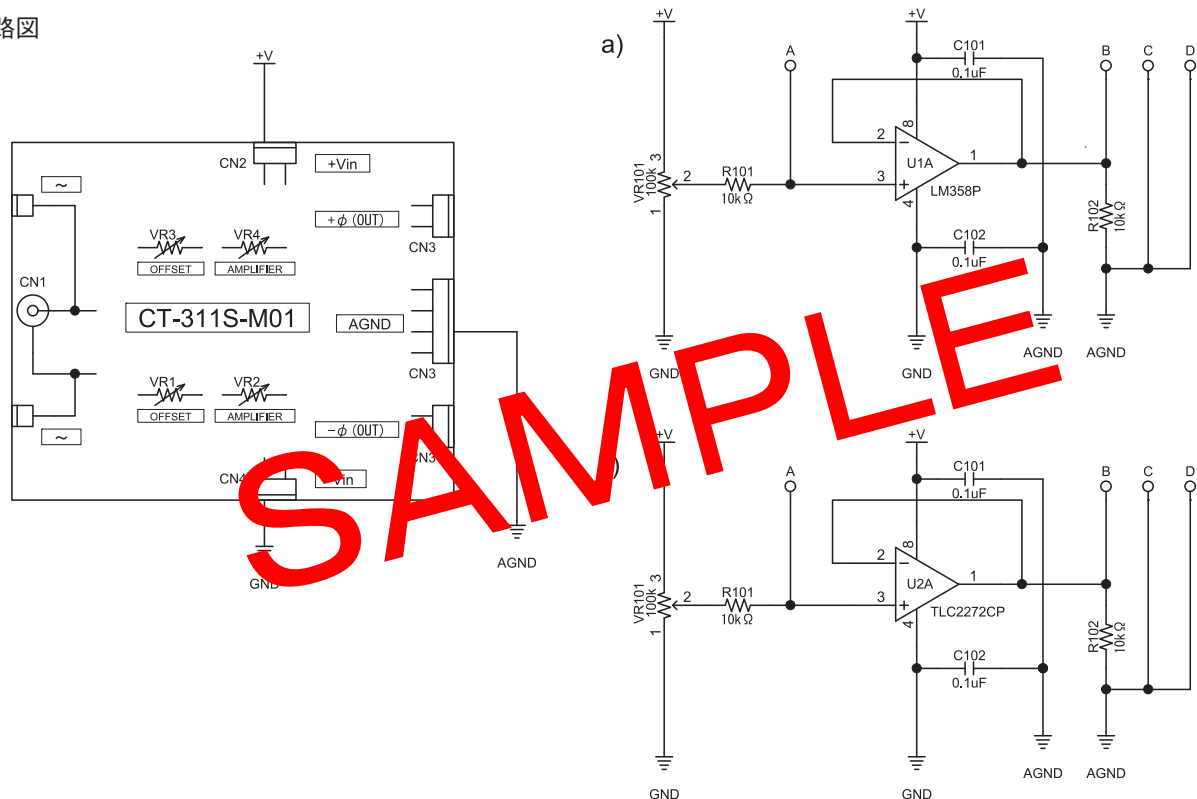 路図
+V
CN2
+Vin
～
+φ (OUT)
CN3
VR3
VR4
OFFSET
AMPLIFIER
CN1
CT-311S-M01
AGND
CN3
VR1
VR2
OFFSET
AMPLIFIER
～
−φ (OUT)
CN3
CN4
Vin
GND
AGND
SAMPLE
a)
+V
+V
A
C101
0.1uF
B
C
D
8
2
−
U1A
1
3
+
LM358P
4
VR101
100k
3
2
1
R101
10kΩ
R102
10kΩ
C102
0.1uF
GND
GND
AGND
AGND
)
+V
+V
A
C101
0.1uF
B
C
D
8
2
−
U2A
1
3
+
TLC2272CP
4
VR101
100k
3
2
1
R101
10kΩ
R102
10kΩ
C102
0.1uF
GND
GND
AGND
AGND